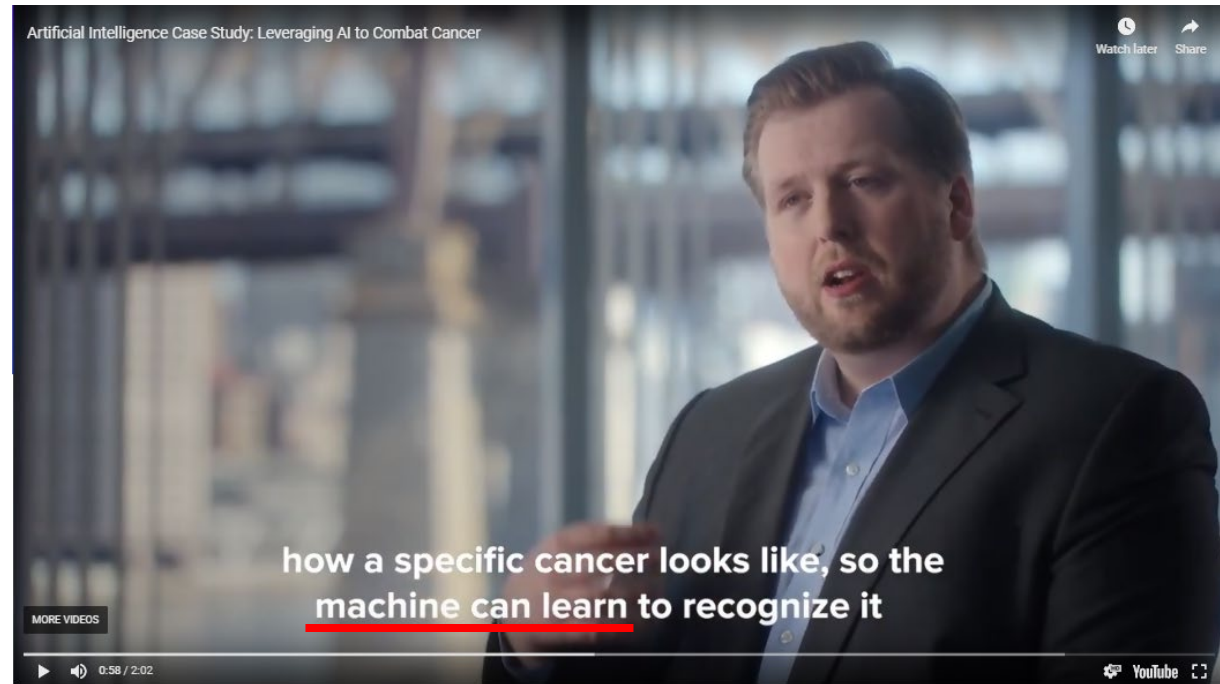 Artificial Intelligence Case Study: Leveraging AI to Combat Cancer
Watch later
Share
how a specific cancer looks like, so the
machine can learn to recognize it
MORE VIDEOS
0:58 / 2:02
HD
YouTube